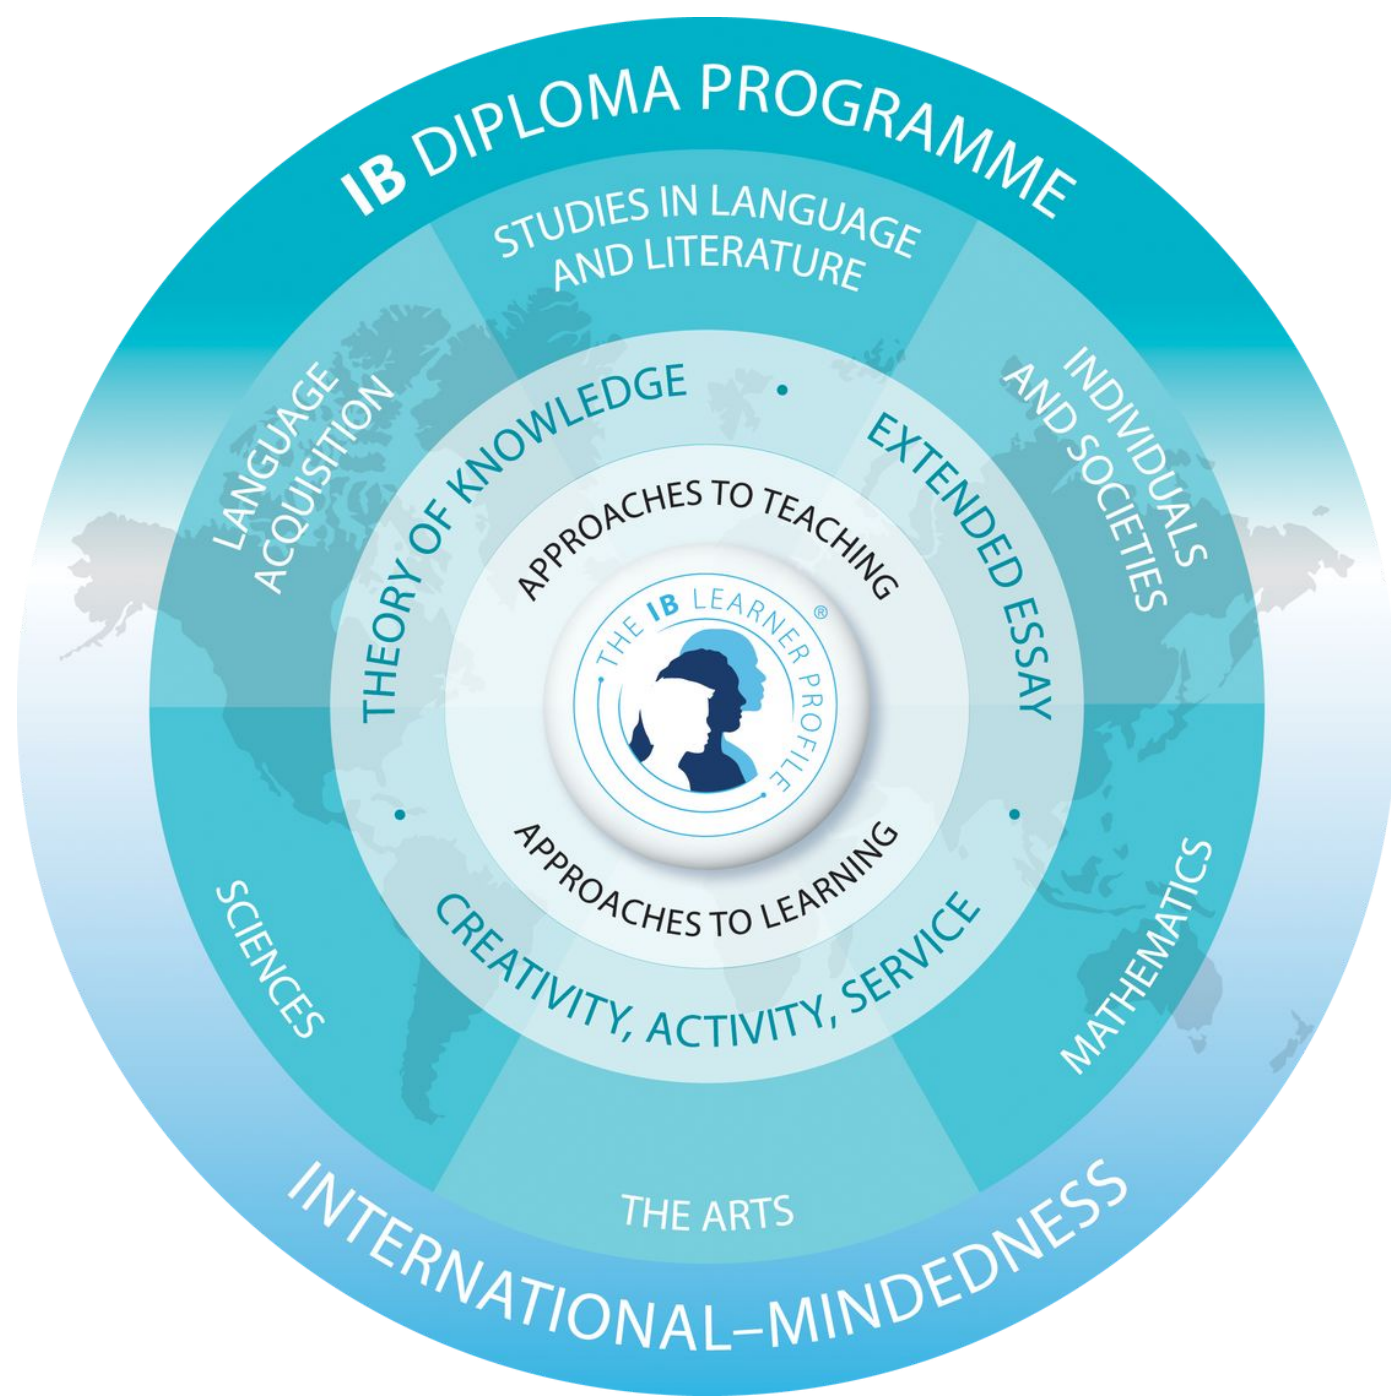 IB DIPLOMA PROGRAMME
STUDIES IN LANGUAGE
AND LITERATURE
LANGUAGE
ACQUISITION
INDIVIDUALS
AND SOCIETIES
THEORY OF KNOWLEDGE
•
EXTENDED ESSAY
•
CREATIVITY, ACTIVITY, SERVICE
•
APPROACHES TO TEACHING
THE IB LEARNER PROFILE ®
APPROACHES TO LEARNING
SCIENCES
MATHEMATICS
THE ARTS
INTERNATIONAL–MINDEDNESS